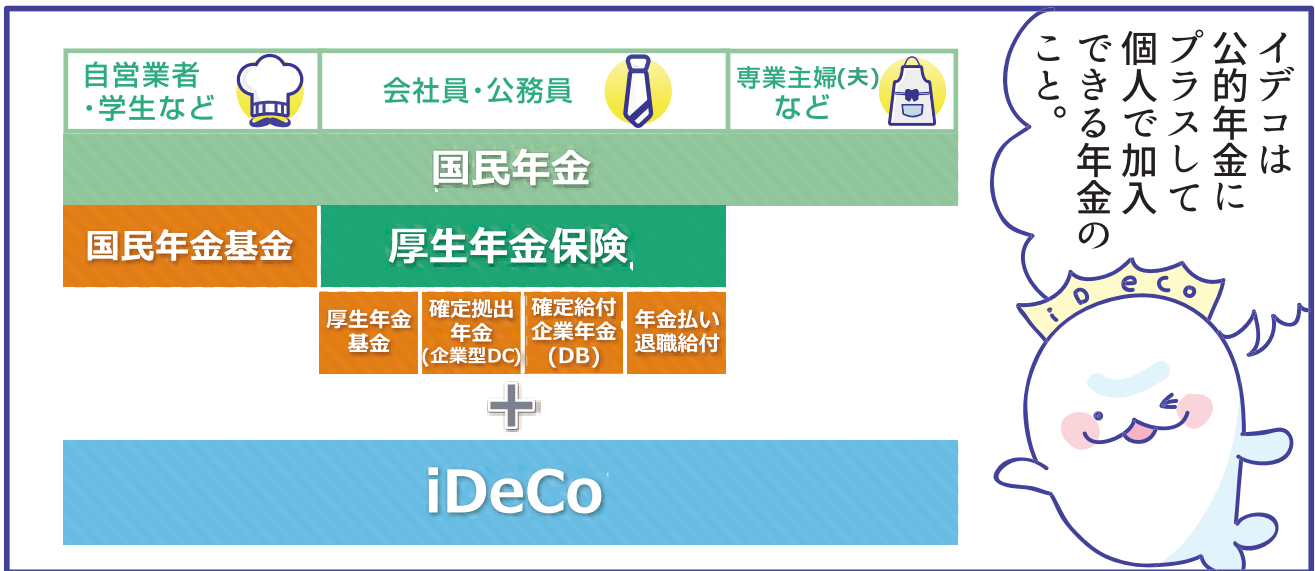 自営業者
・学生など
会社員・公務員
専業主婦(夫)
など
国民年金
国民年金基金
厚生年金保険
厚生年金
基金
確定拠出
年金
(企業型DC)
確定給付
企業年金
(DB)
年金払い
退職給付
iDeCo
イデコは
公的年金に
プラスして
個人で加入
できる年金の
こと。
iDeCo